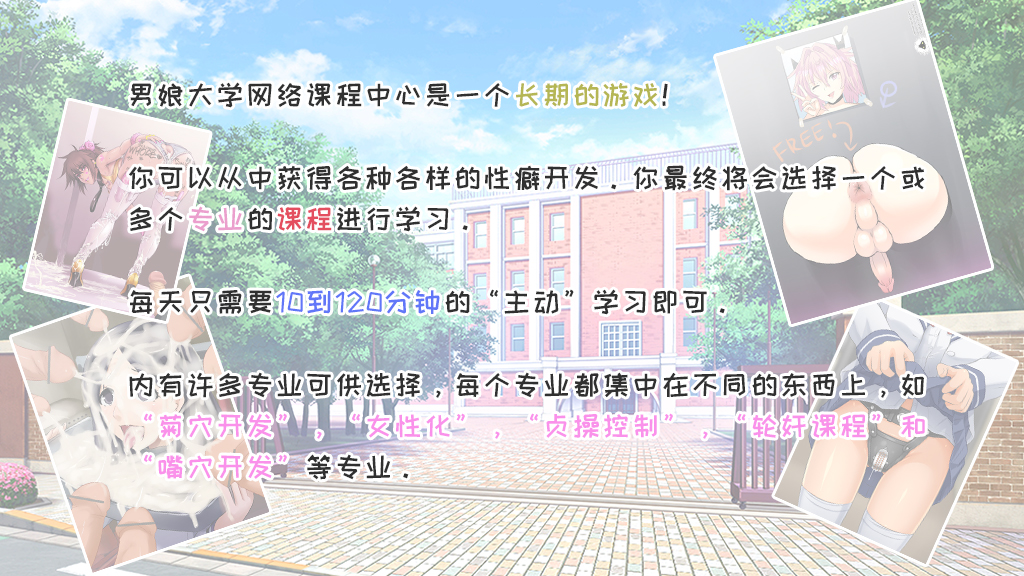 男娘大学网络课程中心是一个长期的游戏！
FREE!
你可以从中获得各种各样的性癖开发。你最终将会选择一个或
多个专业的课程进行学习。
每天只需要10到120分钟的“主动”学习即可。
内有许多专业可供选择，每个专业都集中在不同的东西上，如
“菊穴开发”，“女性化”，“贞操控制”，“轮奸课程”和
“嘴穴开发”等专业。